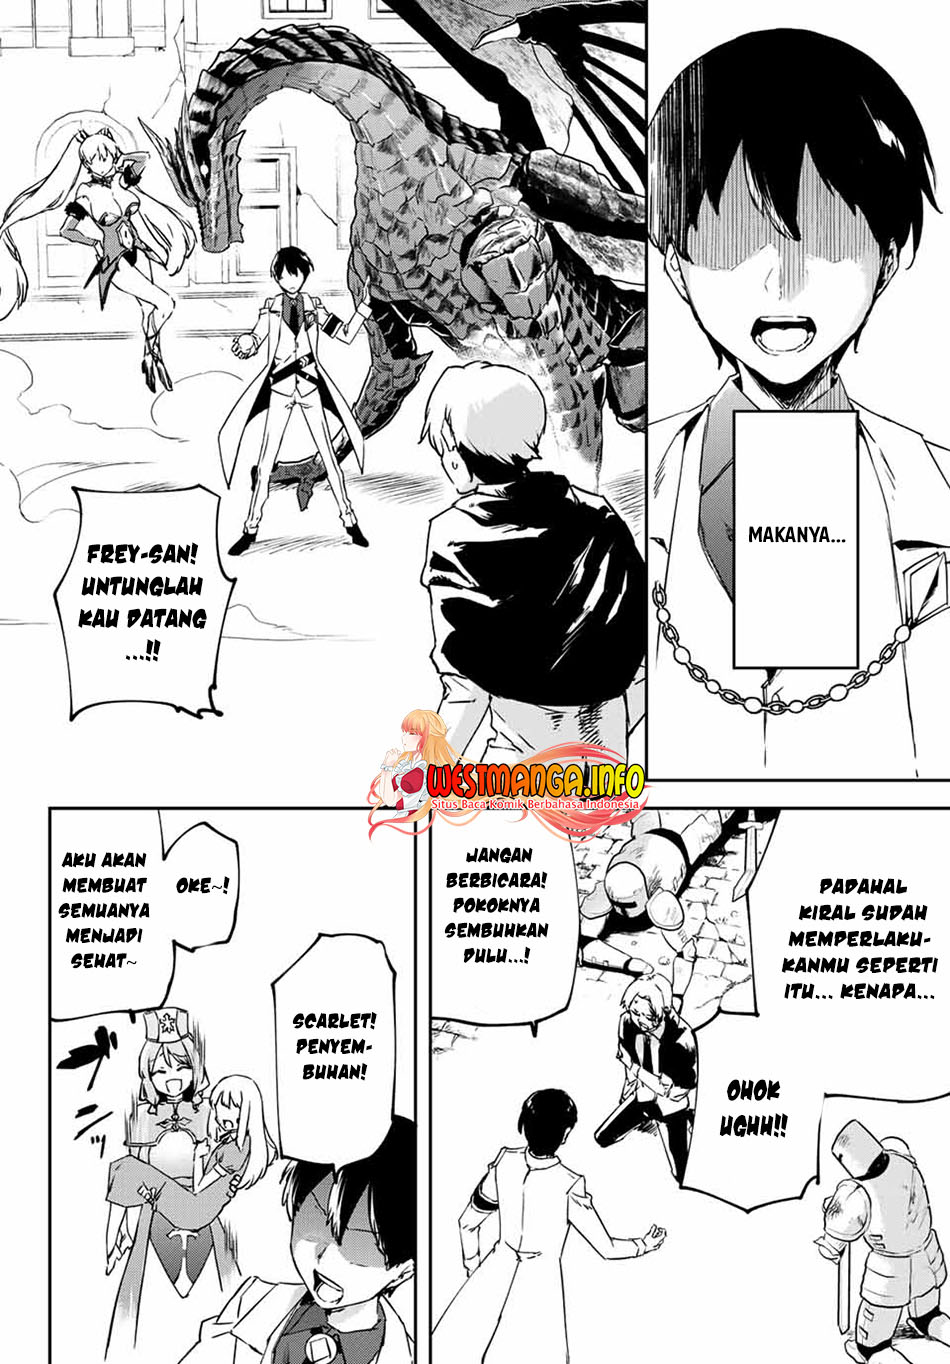 MAKANYA...
FREY-SAN!
UNTUNGLAH
KAU DATANG
...!!
WESTMANGA.INFO
Situs Baca Komik Berbahasa Indonesia
PADAHAL
KIRAL SUDAH
MEMPERLAKU-
KANMU SEPERTI
ITU... KENAPA...
JANGAN
BERBICARA!
POKOKNYA
SEMBUHKAN
DULU...!
OHOK
UGHH!!
SCARLET!
PENYEM-
BUHAN!
OKE~!
AKU AKAN
MEMBUAT
SEMUANYA
MENJADI
SEHAT~